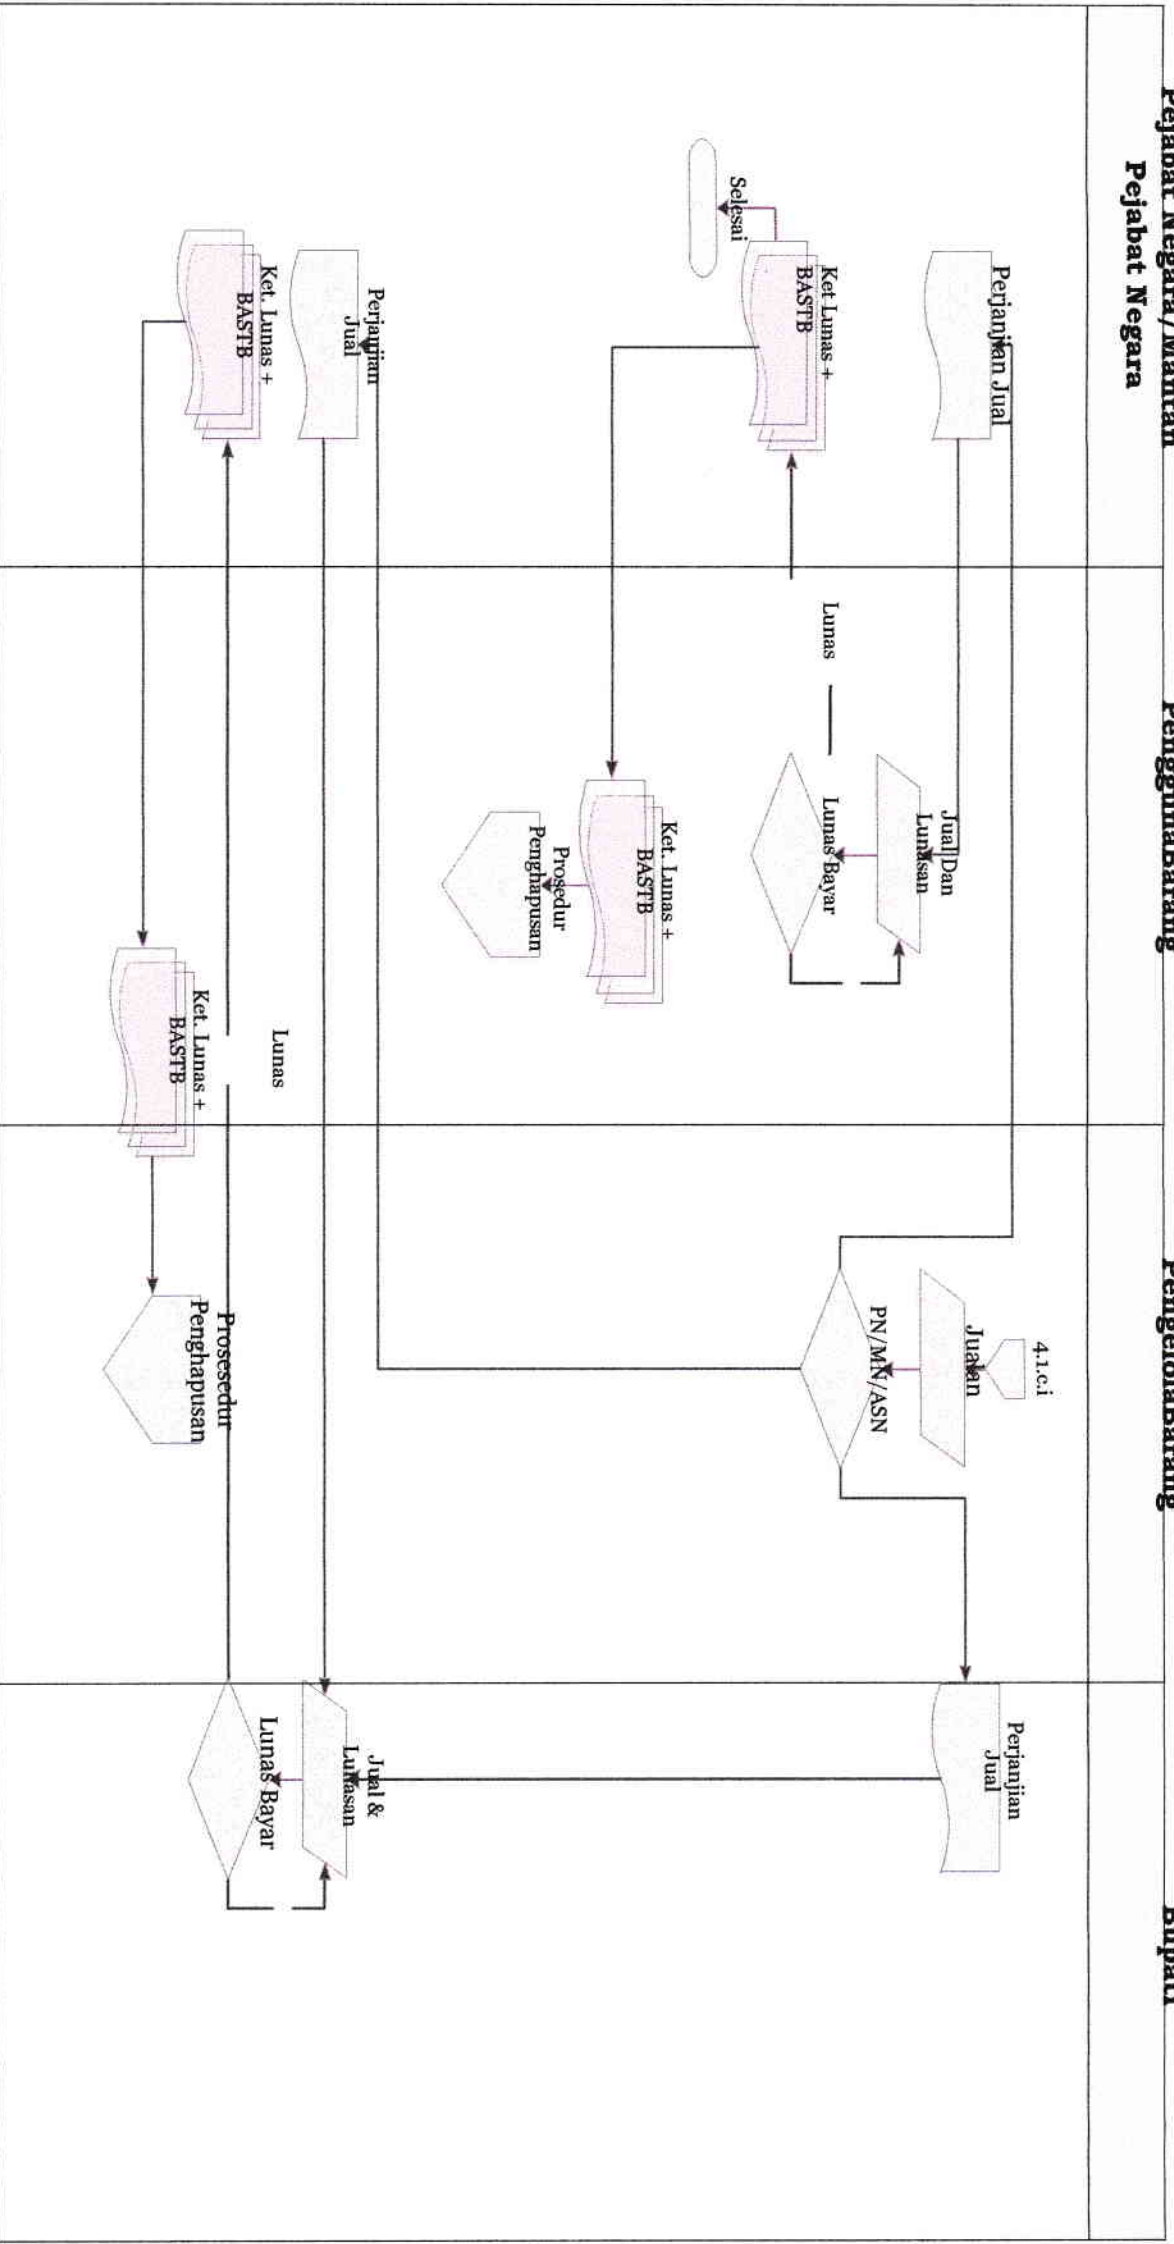 Pejabat Negara/Mantan
Pejabat Negara
PenggunaBarang
PengelolaBarang
Bupati
4.1.c.i
Jualan
PN/MN/ASN
Perjanjian Jual
Perjanjian
Jual
Jual Dan
Lunasan
Lunas Bayar
Lunas
Ket Lunas +
BASTB
Selesai
Ket. Lunas +
BASTB
Prosedur
Penghapusan
Perjanjian
Jual
Jual &
Lunasan
Lunas Bayar
Lunas
Ket. Lunas +
BASTB
Ket. Lunas +
BASTB
Prosesedur
Penghapusan